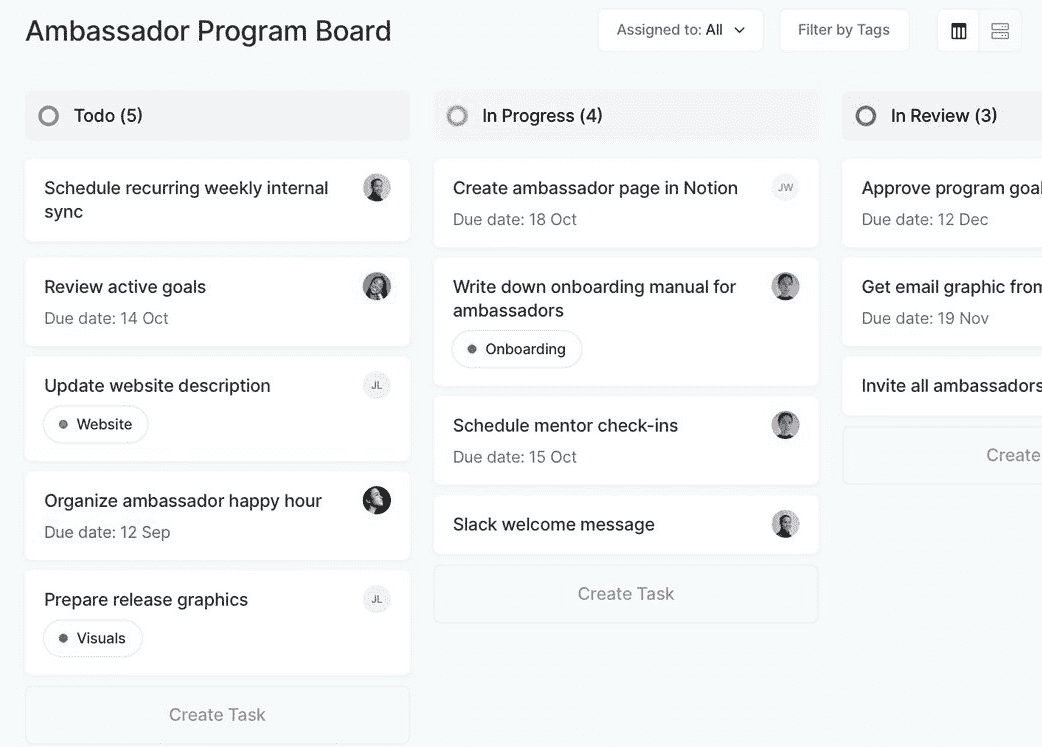 Ambassador Program Board
Assigned to: All
Filter by Tags
Todo (5)
Schedule recurring weekly internal
sync
Review active goals
Due date: 14 Oct
Update website description
JL
Website
Organize ambassador happy hour
Due date: 12 Sep
Prepare release graphics
JL
Visuals
Create Task
In Progress (4)
Create ambassador page in Notion
JW
Due date: 18 Oct
Write down onboarding manual for
ambassadors
Onboarding
Schedule mentor check-ins
Due date: 15 Oct
Slack welcome message
Create Task
In Review (3)
Approve program goal
Due date: 12 Dec
Get email graphic from
Due date: 19 Nov
Invite all ambassadors
Create